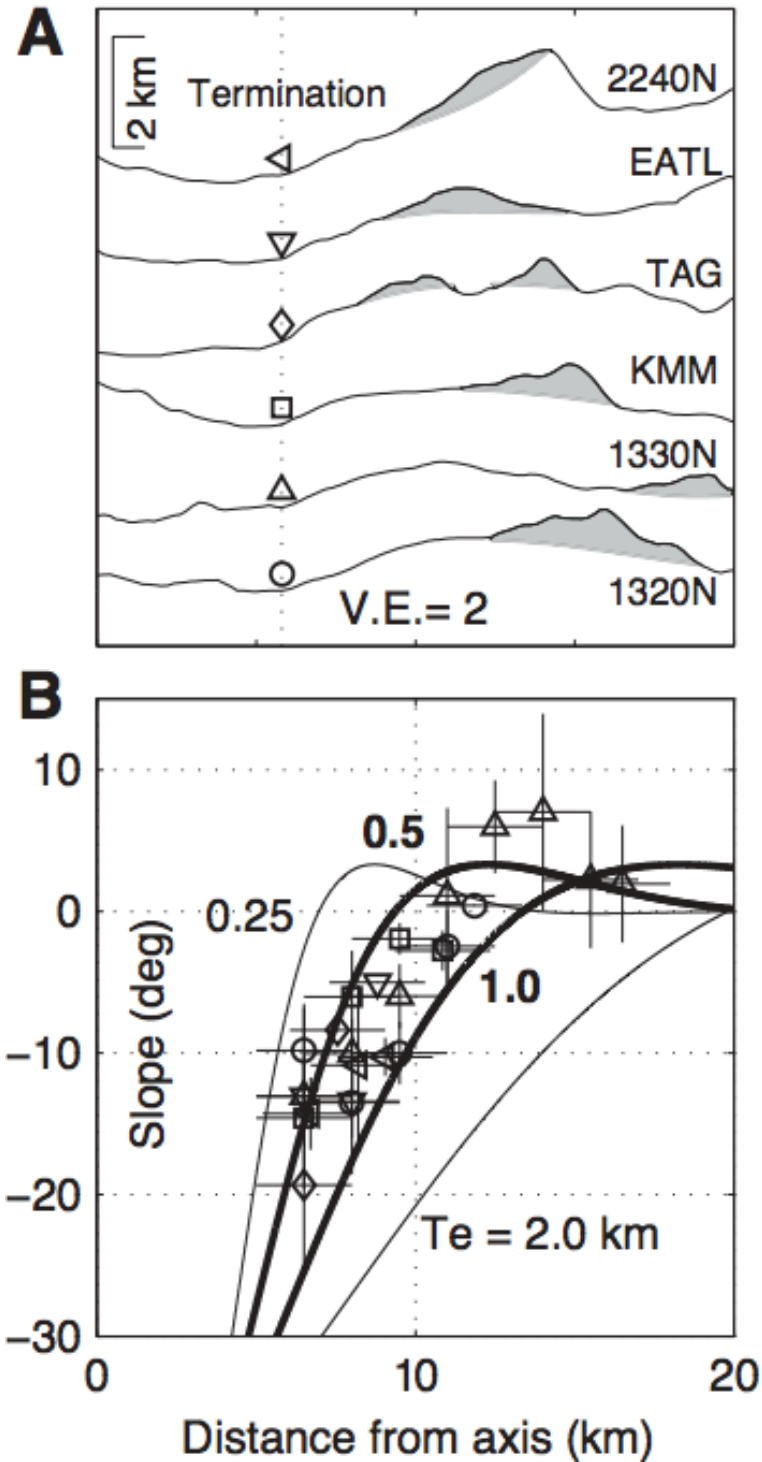 A
2 km
Termination
2240N
EATL
TAG
KMM
1330N
1320N
V.E.= 2
B
10
0
−10
−20
−30
Slope (deg)
0.25
0.5
1.0
Te = 2.0 km
0
10
20
Distance from axis (km)